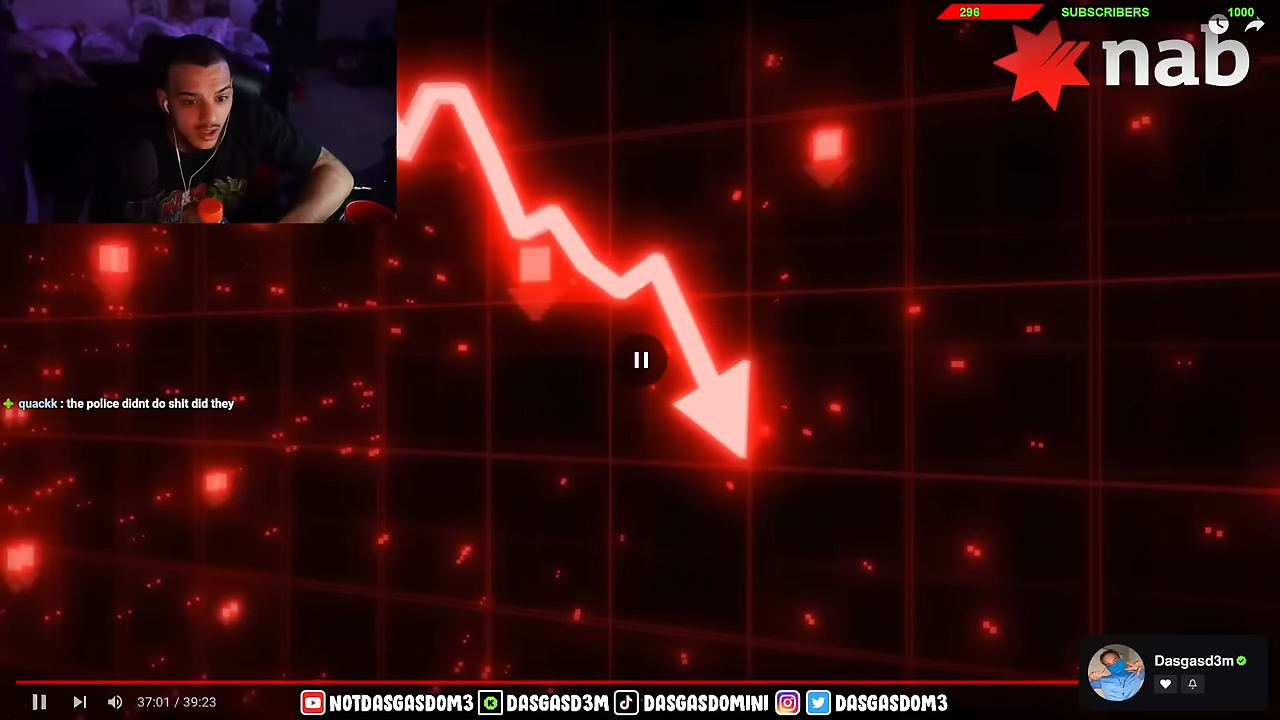 296 SUBSCRIBERS 1000
nab
quackk : the police didnt do shit did they
Dasgasd3m
37:01 / 39:23
NOTDASGASDOM3 DASGASD3M DASGASDOMINI DASGASDOM3